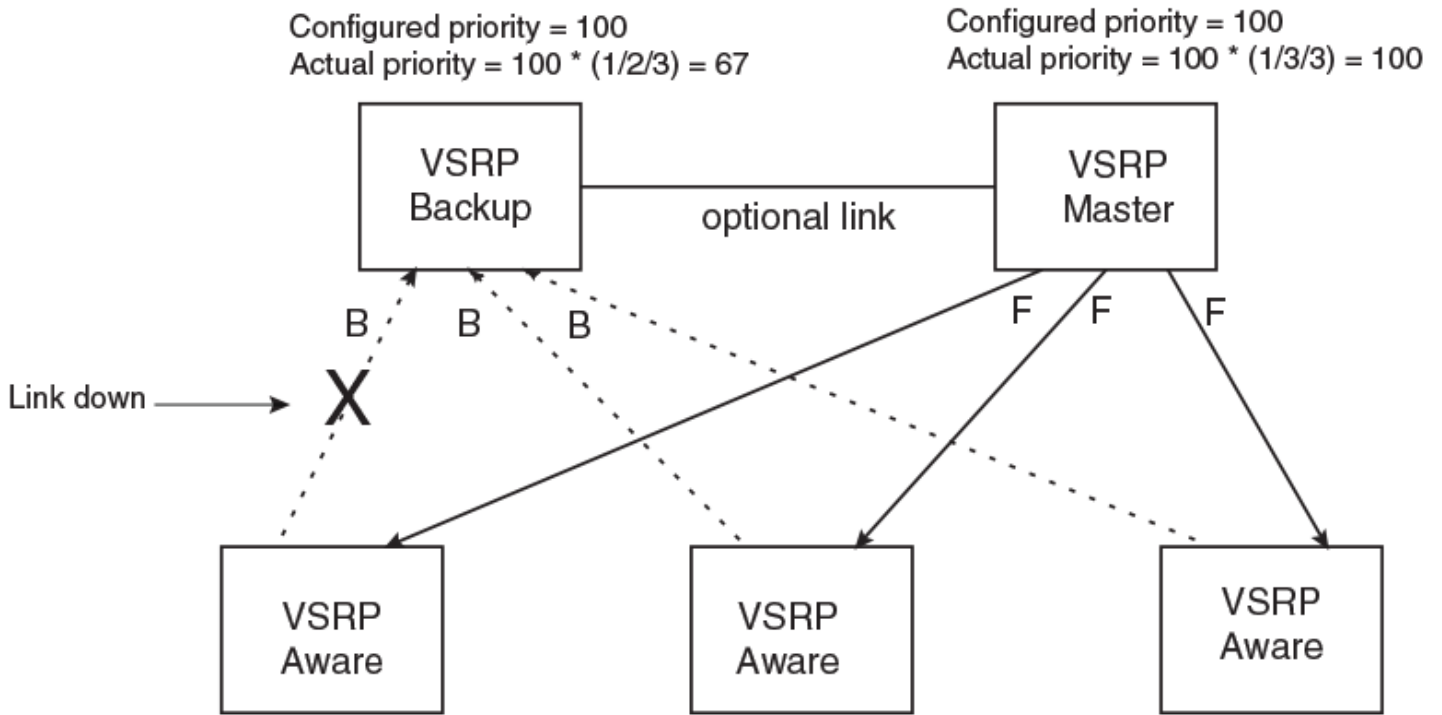 Configured priority = 100
Actual priority = 100 * (1/2/3) = 67
Configured priority = 100
Actual priority = 100 * (1/3/3) = 100
VSRP
Backup
optional link
VSRP
Master
B
B
B
F
F
F
Link down
X
VSRP
Aware
VSRP
Aware
VSRP
Aware